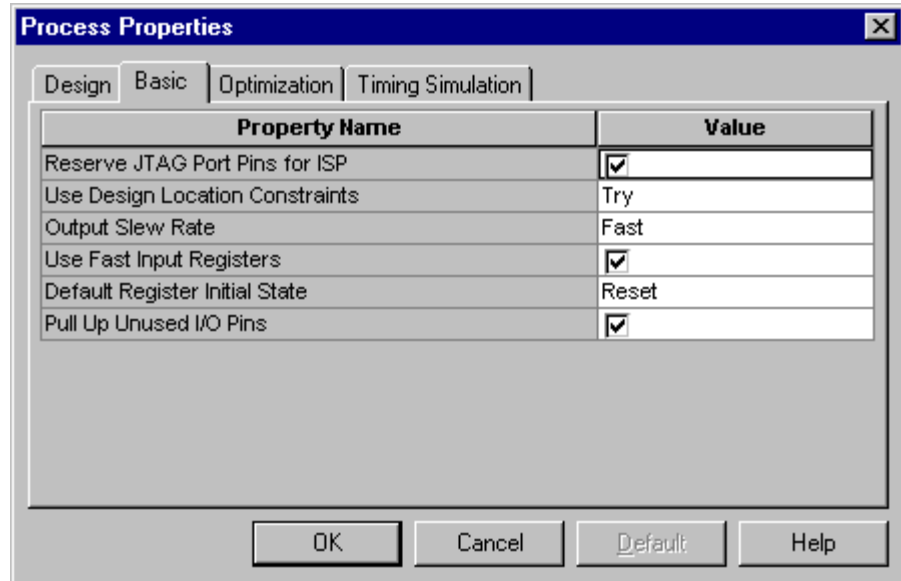 Process Properties
Design Basic Optimization Timing Simulation
Property Name Value
Reserve JTAG Port Pins for ISP
Use Design Location Constraints Try
Output Slew Rate Fast
Use Fast Input Registers
Default Register Initial State Reset
Pull Up Unused I/O Pins
OK Cancel Default Help